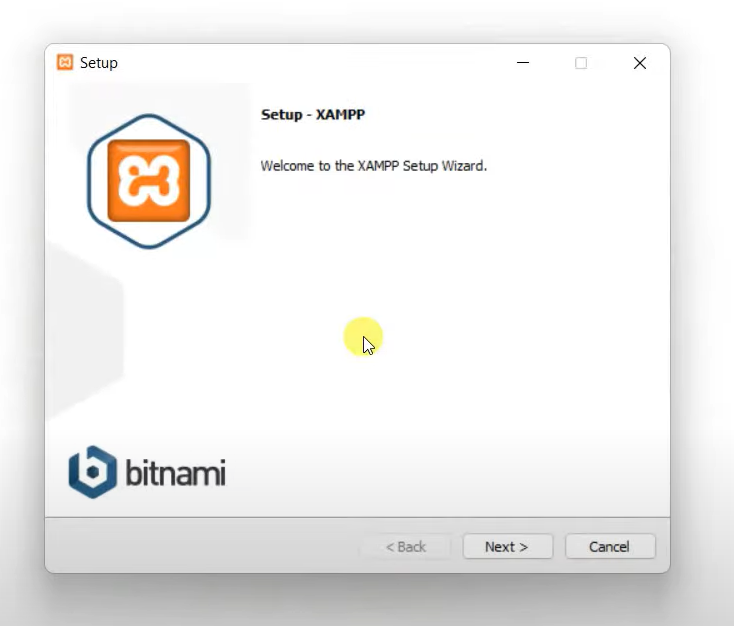 Setup
Setup - XAMPP
Welcome to the XAMPP Setup Wizard.
bitnami
< Back
Next >
Cancel